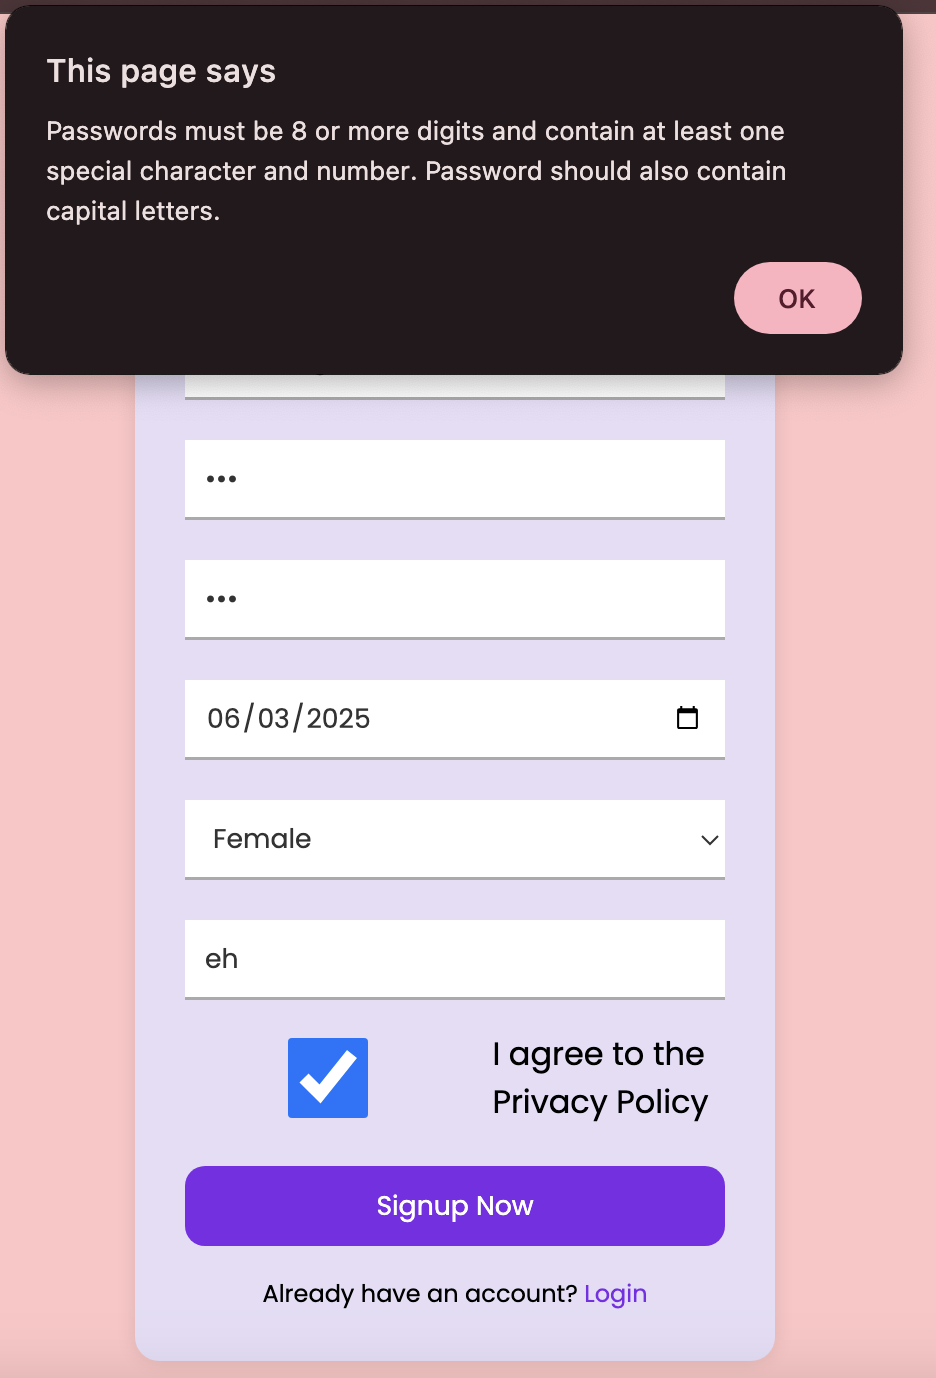 This page says
Passwords must be 8 or more digits and contain at least one
special character and number. Password should also contain
capital letters.
OK
•••
•••
06/03/2025
Female
eh
I agree to the
Privacy Policy
Signup Now
Already have an account? Login